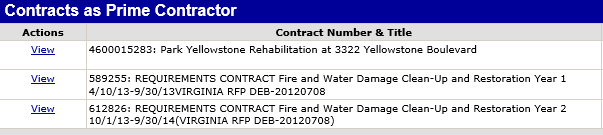 Contracts as Prime Contractor
Actions Contract Number & Title
View 4600015283: Park Yellowstone Rehabilitation at 3322 Yellowstone Boulevard
View 589255: REQUIREMENTS CONTRACT Fire and Water Damage Clean-Up and Restoration Year 1
4/10/13-9/30/13VIRGINIA RFP DEB-20120708
View 612826: REQUIREMENTS CONTRACT Fire and Water Damage Clean-Up and Restoration Year 2
10/1/13-9/30/14(VIRGINIA RFP DEB-20120708)